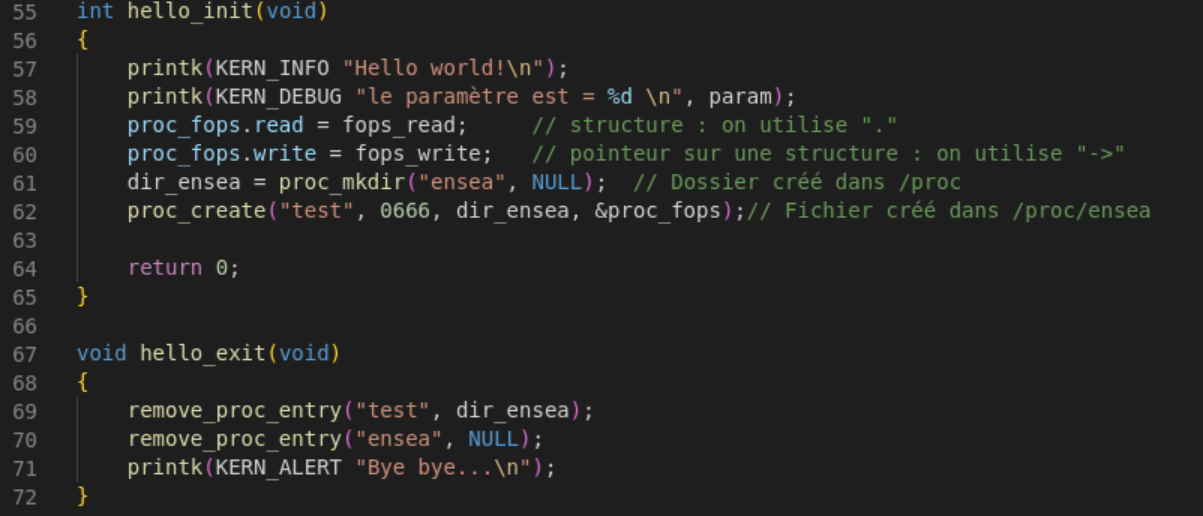 55 int hello_init(void)
56 {
57     printk(KERN_INFO "Hello world!\n");
58     printk(KERN_DEBUG "le paramètre est = %d \n", param);
59     proc_fops.read = fops_read;     // structure : on utilise "."
60     proc_fops.write = fops_write;   // pointeur sur une structure : on utilise "->"
61     dir_ensea = proc_mkdir("ensea", NULL);  // Dossier créé dans /proc
62     proc_create("test", 0666, dir_ensea, &proc_fops);// Fichier créé dans /proc/ensea
63
64     return 0;
65 }
66
67 void hello_exit(void)
68 {
69     remove_proc_entry("test", dir_ensea);
70     remove_proc_entry("ensea", NULL);
71     printk(KERN_ALERT "Bye bye...\n");
72 }